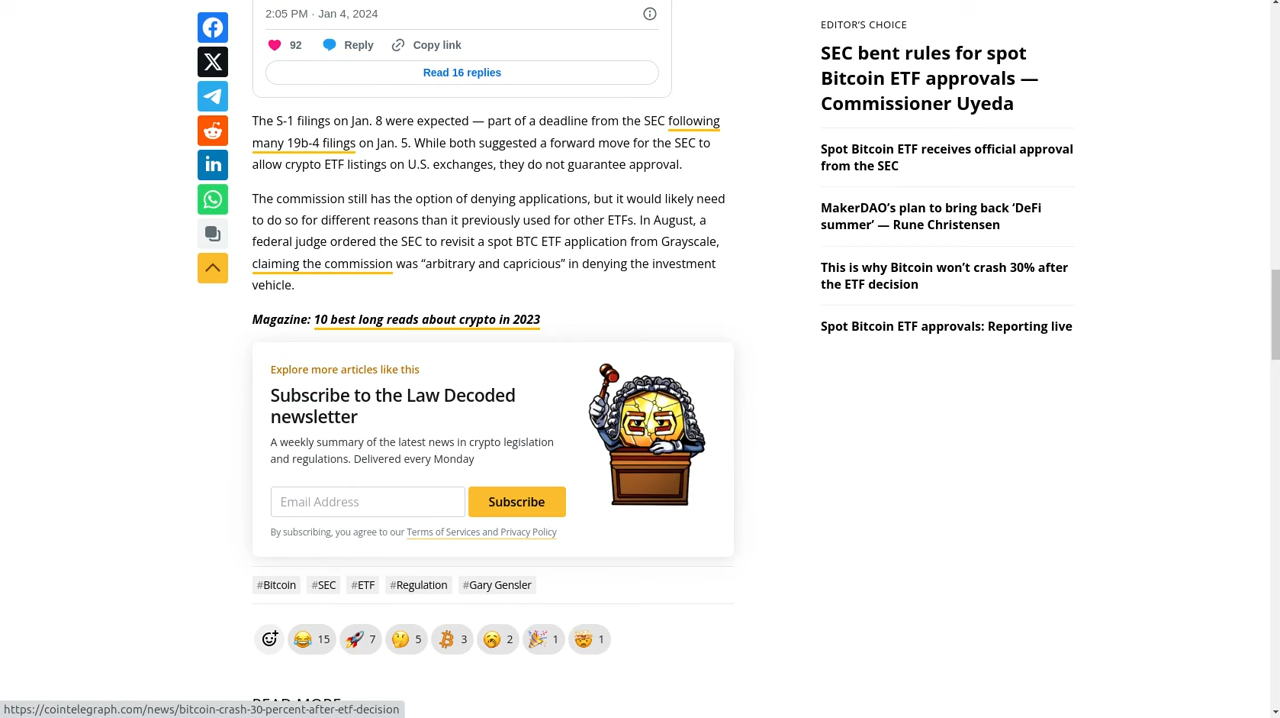 2:05 PM · Jan 4, 2024
92 Reply Copy link
Read 16 replies
The S-1 filings on Jan. 8 were expected — part of a deadline from the SEC following
many 19b-4 filings on Jan. 5. While both suggested a forward move for the SEC to
allow crypto ETF listings on U.S. exchanges, they do not guarantee approval.
The commission still has the option of denying applications, but it would likely need
to do so for different reasons than it previously used for other ETFs. In August, a
federal judge ordered the SEC to revisit a spot BTC ETF application from Grayscale,
claiming the commission was “arbitrary and capricious” in denying the investment
vehicle.
Magazine: 10 best long reads about crypto in 2023
Explore more articles like this
Subscribe to the Law Decoded
newsletter
A weekly summary of the latest news in crypto legislation
and regulations. Delivered every Monday
Email Address Subscribe
By subscribing, you agree to our Terms of Services and Privacy Policy
#Bitcoin #SEC #ETF #Regulation #Gary Gensler
15 7 5 3 2 1 1
EDITOR’S CHOICE
SEC bent rules for spot
Bitcoin ETF approvals —
Commissioner Uyeda
Spot Bitcoin ETF receives official approval
from the SEC
MakerDAO’s plan to bring back ‘DeFi
summer’ — Rune Christensen
This is why Bitcoin won’t crash 30% after
the ETF decision
Spot Bitcoin ETF approvals: Reporting live
READ MORE
https://cointelegraph.com/news/bitcoin-crash-30-percent-after-etf-decision